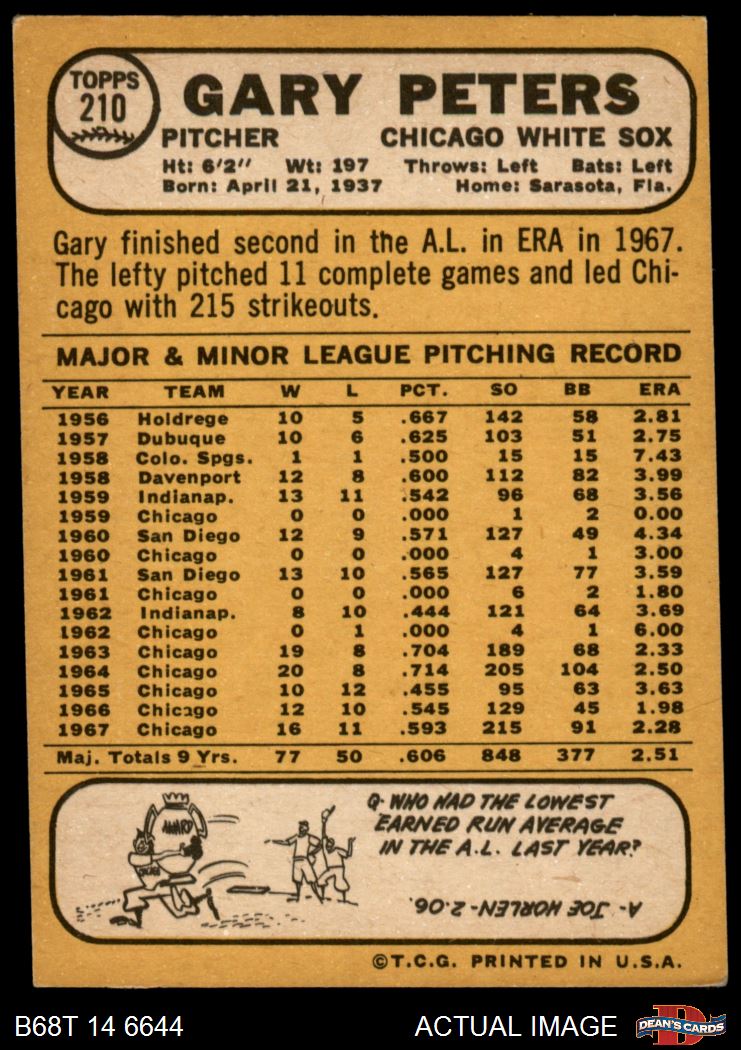 TOPPS
210
GARY PETERS
PITCHER CHICAGO WHITE SOX
Ht: 6'2" Wt: 197 Throws: Left Bats: Left
Born: April 21, 1937 Home: Sarasota, Fla.
Gary finished second in the A.L. in ERA in 1967.
The lefty pitched 11 complete games and led Chi-
cago with 215 strikeouts.
MAJOR & MINOR LEAGUE PITCHING RECORD
YEAR TEAM W L PCT. SO BB ERA
1956 Holdrege 10 5 .667 142 58 2.81
1957 Dubuque 10 6 .625 103 51 2.75
1958 Colo. Spgs. 1 1 .500 15 15 7.43
1958 Davenport 12 8 .600 112 82 3.99
1959 Indianap. 13 11 .542 96 68 3.56
1959 Chicago 0 0 .000 1 2 0.00
1960 San Diego 12 9 .571 127 49 4.34
1960 Chicago 0 0 .000 4 1 3.00
1961 San Diego 13 10 .565 127 77 3.59
1961 Chicago 0 0 .000 6 2 1.80
1962 Indianap. 8 10 .444 121 64 3.69
1962 Chicago 0 1 .000 4 1 6.00
1963 Chicago 19 8 .704 189 68 2.33
1964 Chicago 20 8 .714 205 104 2.50
1965 Chicago 10 12 .455 95 63 3.63
1966 Chicago 12 10 .545 129 45 1.98
1967 Chicago 16 11 .593 215 91 2.28
Maj. Totals 9 Yrs. 77 50 .606 848 377 2.51
AWARD
CHICAGO
Q- WHO HAD THE LOWEST
EARNED RUN AVERAGE
IN THE A.L. LAST YEAR?
A- JOE HORLEN-2.06.
©T.C.G. PRINTED IN U.S.A.
B68T 14 6644 ACTUAL IMAGE D DEAN'S CARDS